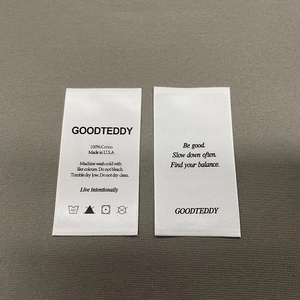 GOODTEDDY
100% Cotton
Made in U.S.A
Machine wash cold with
like colours. Do not bleach.
Tumble dry low. Do not dry clean.
Live Intentionally
Be good.
Slow down often.
Find your balance.
GOODTEDDY